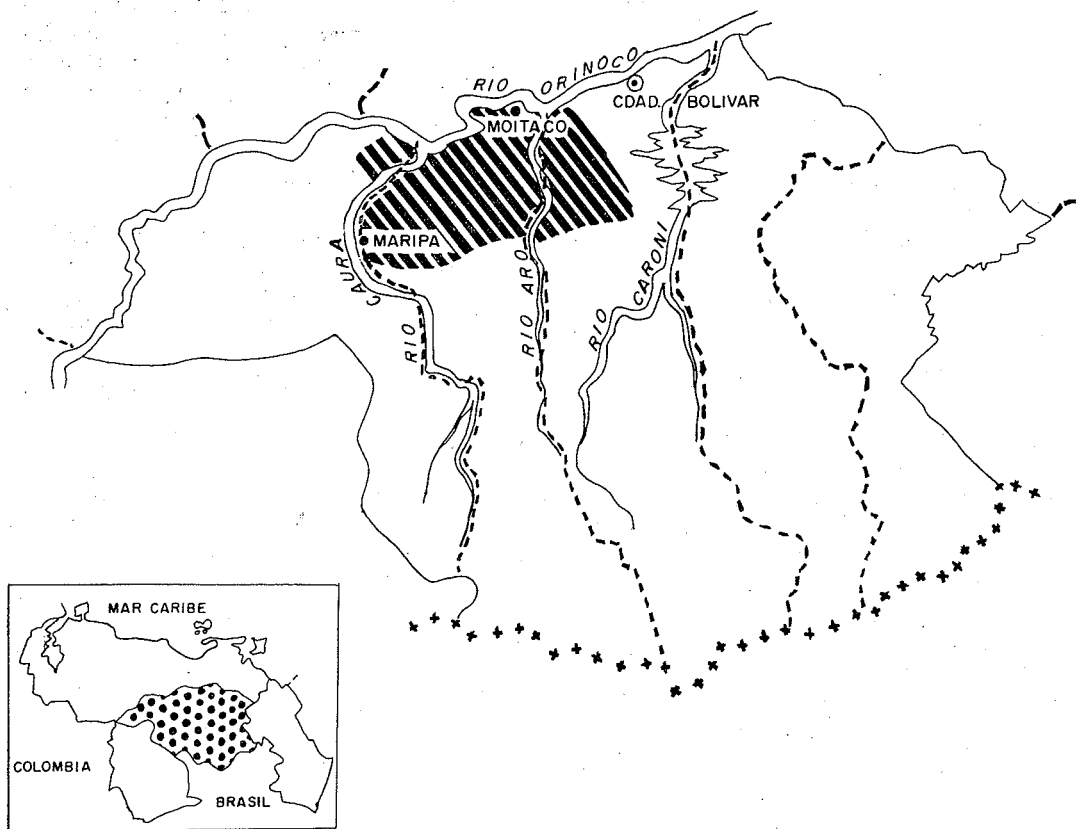 RIO ORINOCO
CDAD. BOLIVAR
MOITACO
MARIPA
RIO CAURA
RIO ARO
RIO CARONI
MAR CARIBE
COLOMBIA
BRASIL